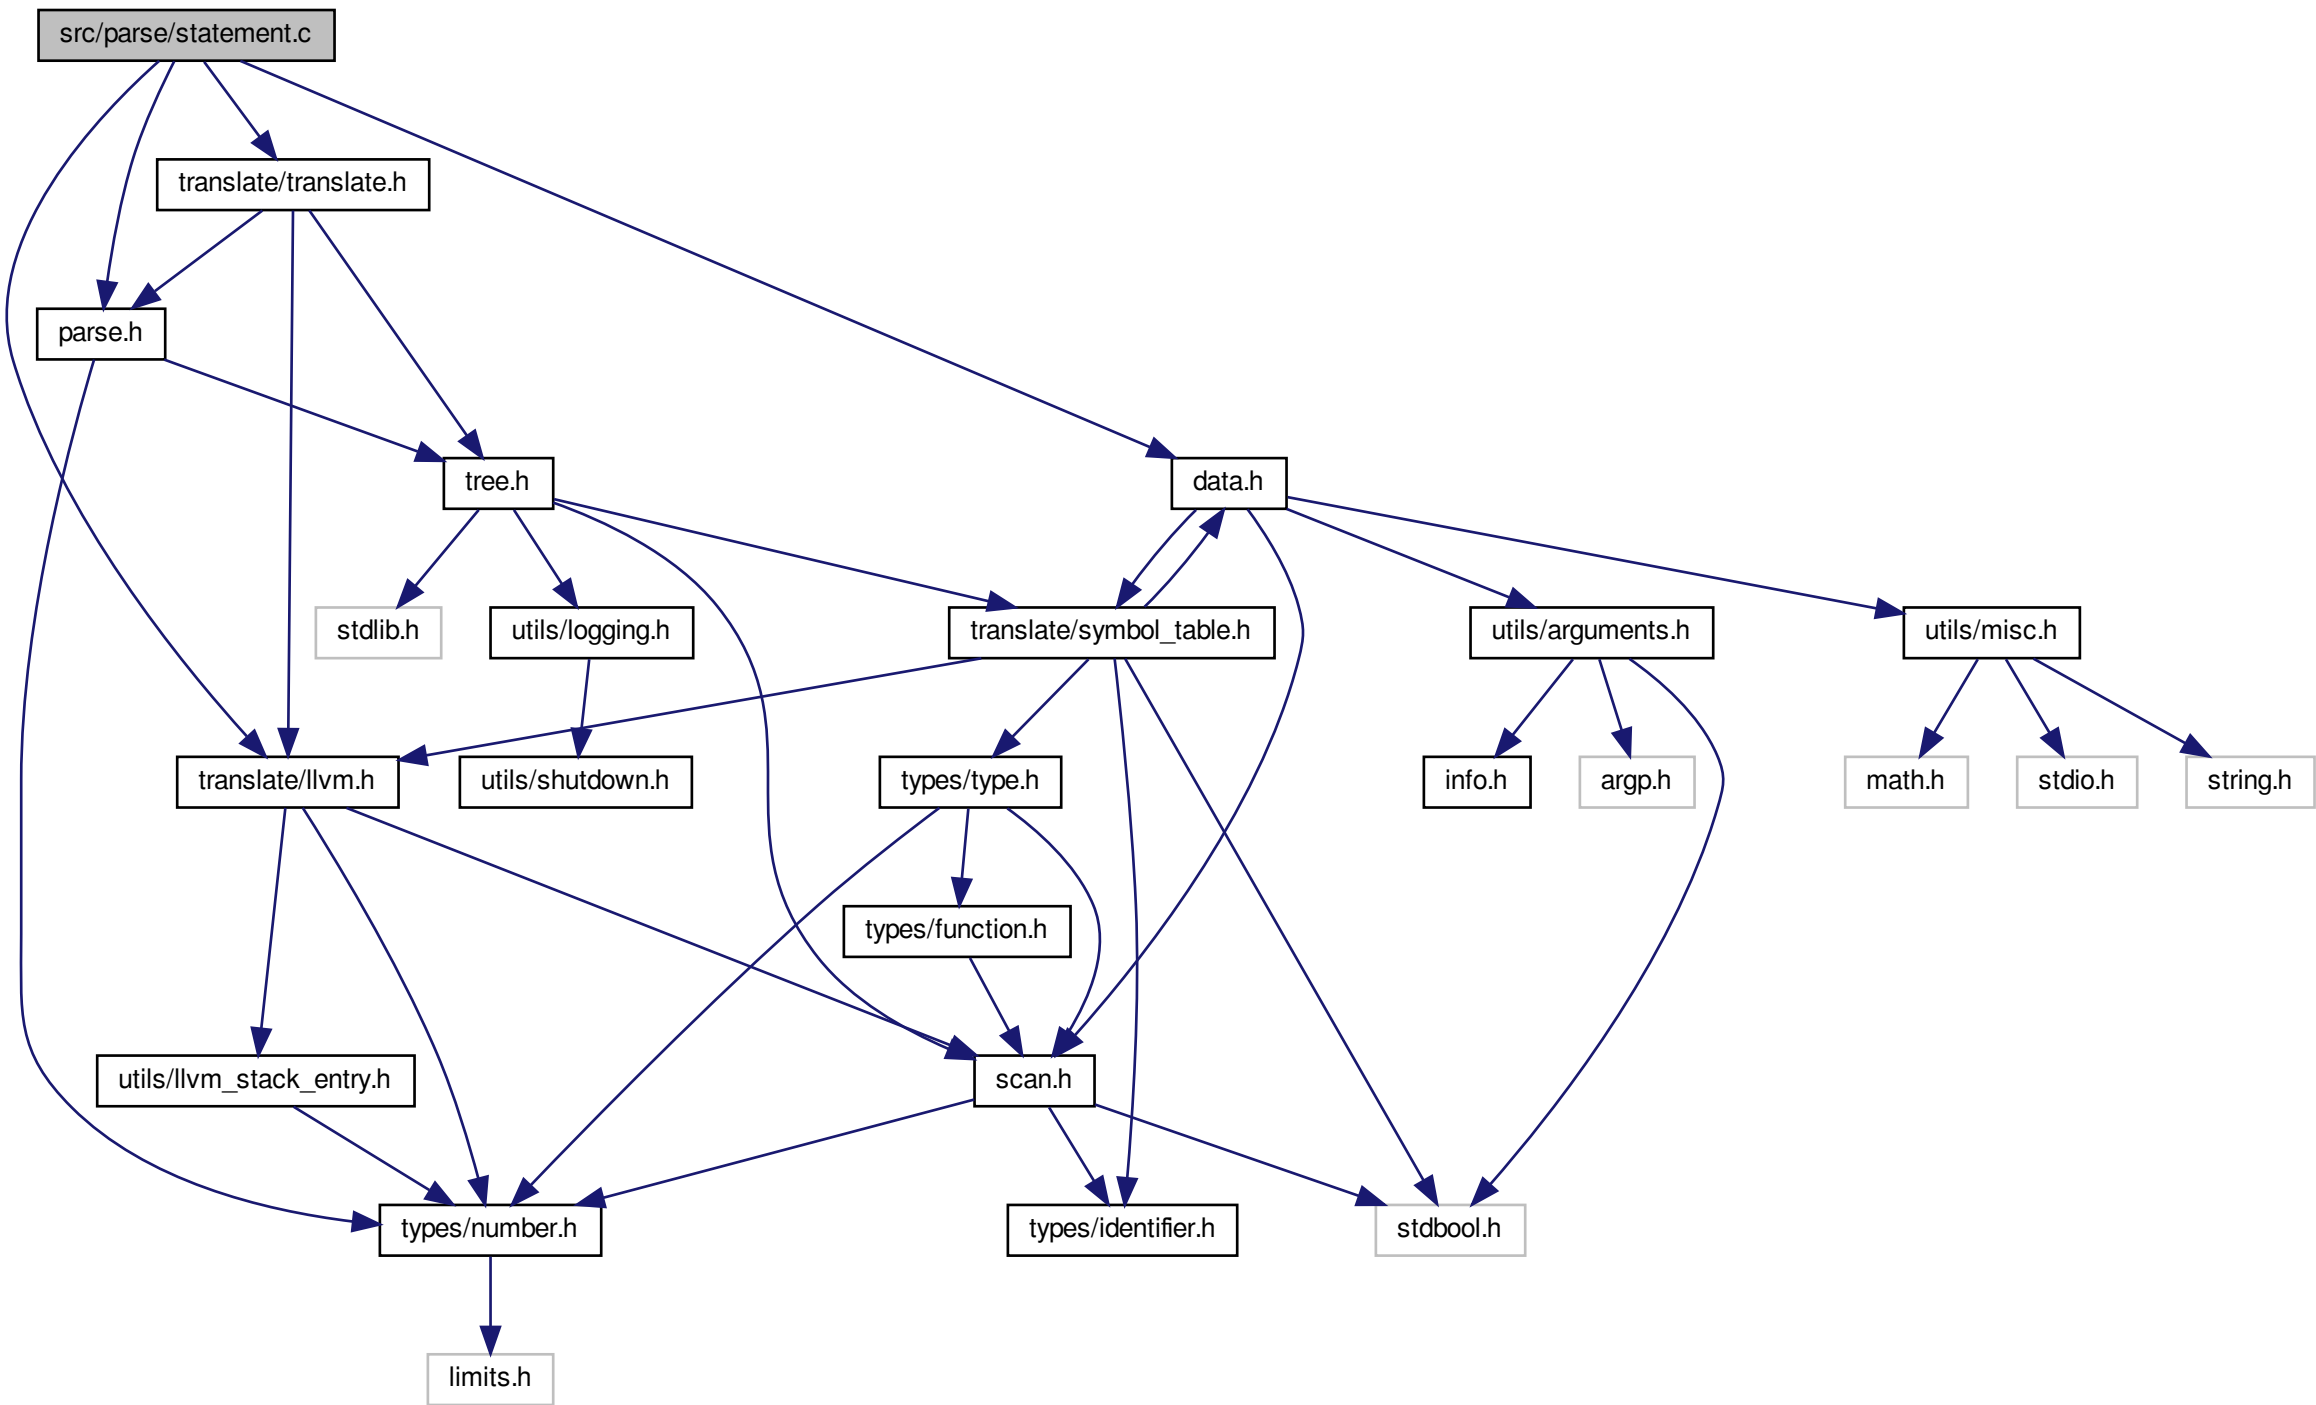 src/parse/statement.c
translate/translate.h
parse.h
tree.h
data.h
stdlib.h
utils/logging.h
translate/symbol_table.h
utils/arguments.h
utils/misc.h
translate/llvm.h
utils/shutdown.h
types/type.h
info.h
argp.h
math.h
stdio.h
string.h
types/function.h
utils/llvm_stack_entry.h
scan.h
types/number.h
types/identifier.h
stdbool.h
limits.h